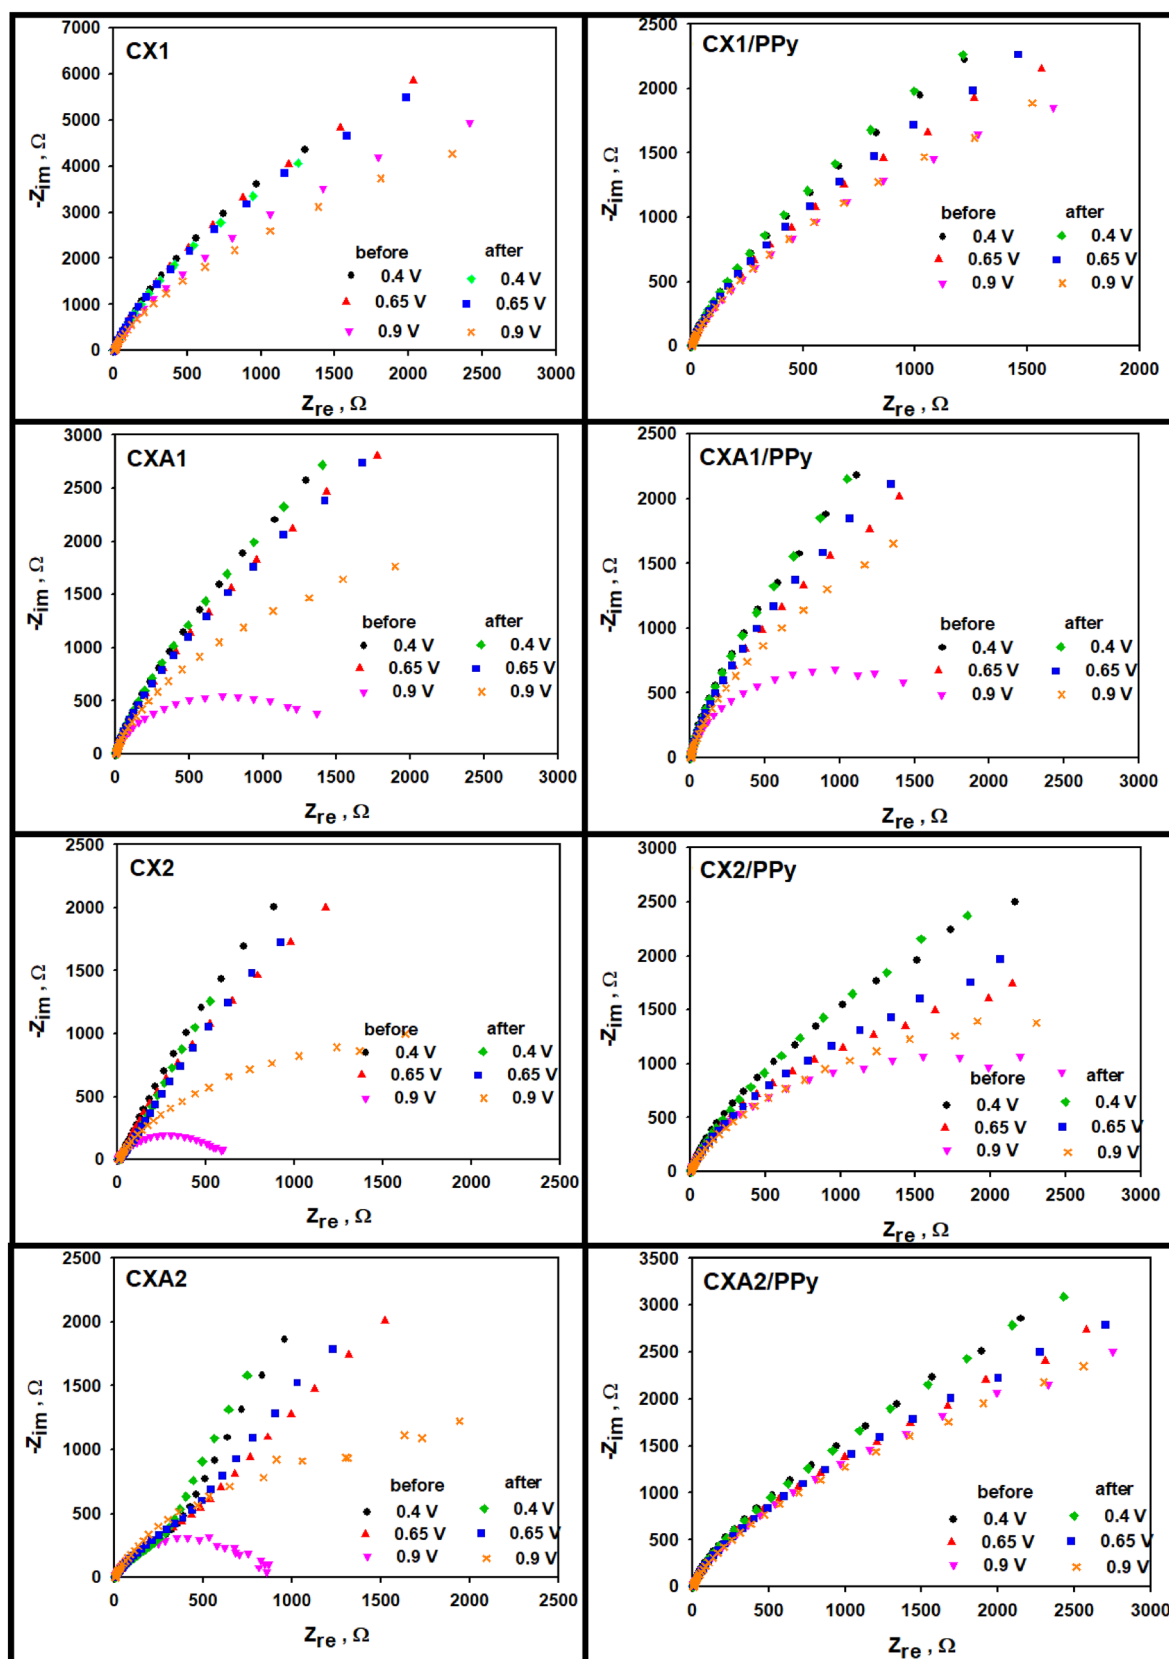 CX1
7000
6000
5000
4000
3000
2000
1000
0
-Zim , Ω
before after
0.4 V 0.4 V
0.65 V 0.65 V
0.9 V 0.9 V
0 500 1000 1500 2000 2500 3000
Zre , Ω
CX1/PPy
2500
2000
1500
1000
500
0
-Zim , Ω
before after
0.4 V 0.4 V
0.65 V 0.65 V
0.9 V 0.9 V
0 500 1000 1500 2000
Zre , Ω
CXA1
3000
2500
2000
1500
1000
500
0
-Zim , Ω
before after
0.4 V 0.4 V
0.65 V 0.65 V
0.9 V 0.9 V
0 500 1000 1500 2000 2500 3000
Zre , Ω
CXA1/PPy
2500
2000
1500
1000
500
0
-Zim , Ω
before after
0.4 V 0.4 V
0.65 V 0.65 V
0.9 V 0.9 V
0 500 1000 1500 2000 2500 3000
Zre , Ω
CX2
2500
2000
1500
1000
500
0
-Zim , Ω
before after
0.4 V 0.4 V
0.65 V 0.65 V
0.9 V 0.9 V
0 500 1000 1500 2000 2500
Zre , Ω
CX2/PPy
3000
2500
2000
1500
1000
500
0
-Zim , Ω
before after
0.4 V 0.4 V
0.65 V 0.65 V
0.9 V 0.9 V
0 500 1000 1500 2000 2500 3000
Zre , Ω
CXA2
2500
2000
1500
1000
500
0
-Zim , Ω
before after
0.4 V 0.4 V
0.65 V 0.65 V
0.9 V 0.9 V
0 500 1000 1500 2000 2500
Zre , Ω
CXA2/PPy
3500
3000
2500
2000
1500
1000
500
0
-Zim , Ω
before after
0.4 V 0.4 V
0.65 V 0.65 V
0.9 V 0.9 V
0 500 1000 1500 2000 2500 3000
Zre , Ω